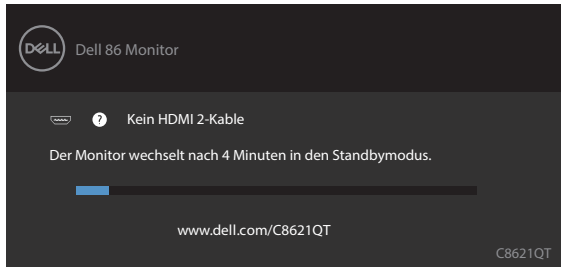 DELL
Dell 86 Monitor
? Kein HDMI 2-Kable
Der Monitor wechselt nach 4 Minuten in den Standbymodus.
www.dell.com/C8621QT
C8621QT